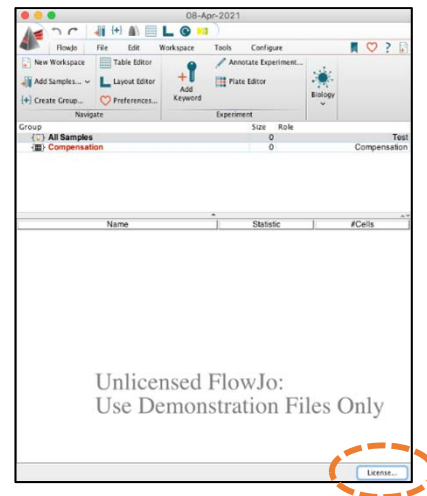 08-Apr-2021
FlowJo File Edit Workspace Tools Configure ?
New Workspace Table Editor Annotate Experiment...
Add Samples... Layout Editor Add Keyword Plate Editor Biology
{+} Create Group... Preferences...
Navigate Experiment
Group Size Role
{ } All Samples 0 Test
{ } Compensation 0 Compensation
Name Statistic #Cells
Unlicensed FlowJo:
Use Demonstration Files Only
License...